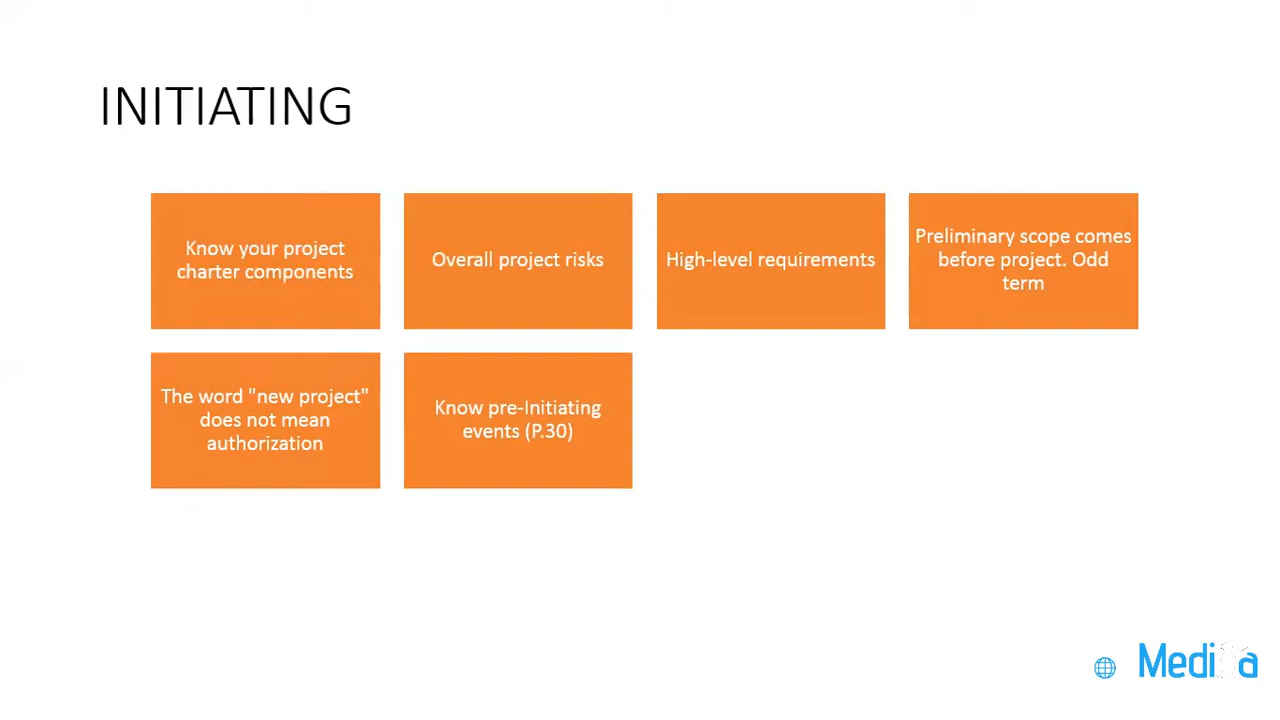 INITIATING
Know your project
charter components
Overall project risks
High-level requirements
Preliminary scope comes
before project. Odd
term
The word "new project"
does not mean
authorization
Know pre-Initiating
events (P.30)